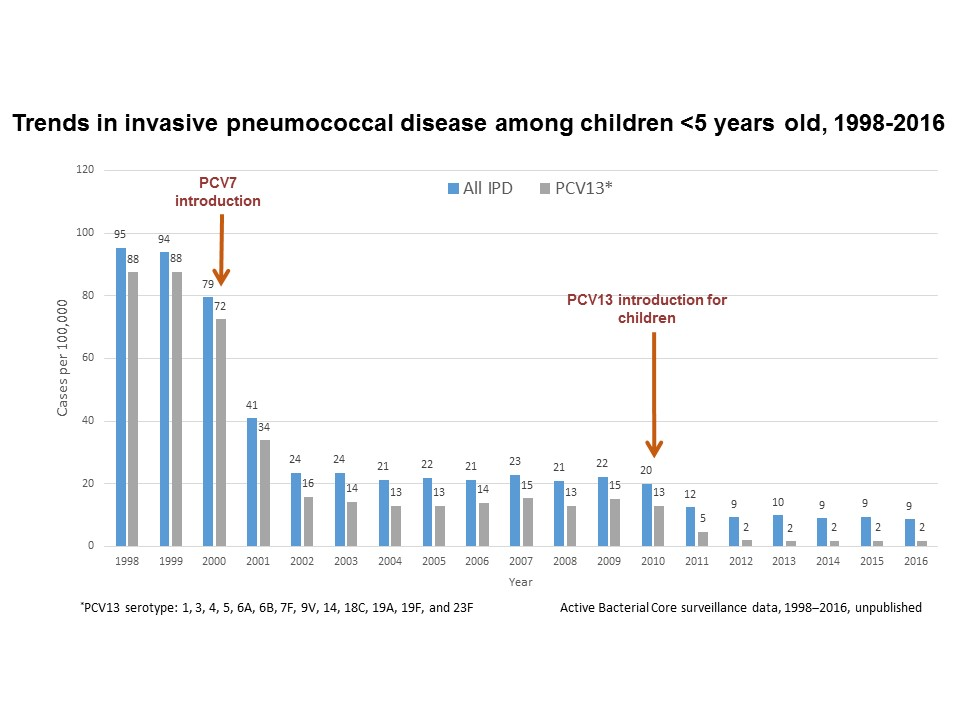 Trends in invasive pneumococcal disease among children <5 years old, 1998-2016
120
100
80
60
40
20
0
Cases per 100,000
PCV7
introduction
All IPD PCV13*
PCV13 introduction for
children
95 88
94 88
79 72
41 34
24 16
24 14
21 13
22 13
21 14
23 15
21 13
22 15
20 13
12 5
9 2
10 2
9 2
9 2
9 2
1998 1999 2000 2001 2002 2003 2004 2005 2006 2007 2008 2009 2010 2011 2012 2013 2014 2015 2016
Year
*PCV13 serotype: 1, 3, 4, 5, 6A, 6B, 7F, 9V, 14, 18C, 19A, 19F, and 23F
Active Bacterial Core surveillance data, 1998–2016, unpublished